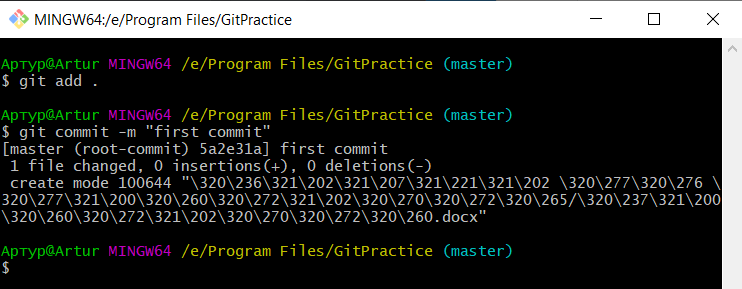 MINGW64:/e/Program Files/GitPractice
Артур@Artur MINGW64 /e/Program Files/GitPractice (master)
$ git add .
Артур@Artur MINGW64 /e/Program Files/GitPractice (master)
$ git commit -m "first commit"
[master (root-commit) 5a2e31a] first commit
1 file changed, 0 insertions(+), 0 deletions(-)
create mode 100644 "\320\236\321\202\321\207\321\221\321\202 \320\277\320\276 \
320\277\321\200\320\260\320\272\321\202\320\270\320\272\320\265/\320\237\321\200
\320\260\320\272\321\202\320\270\320\272\320\260.docx"
Артур@Artur MINGW64 /e/Program Files/GitPractice (master)
$